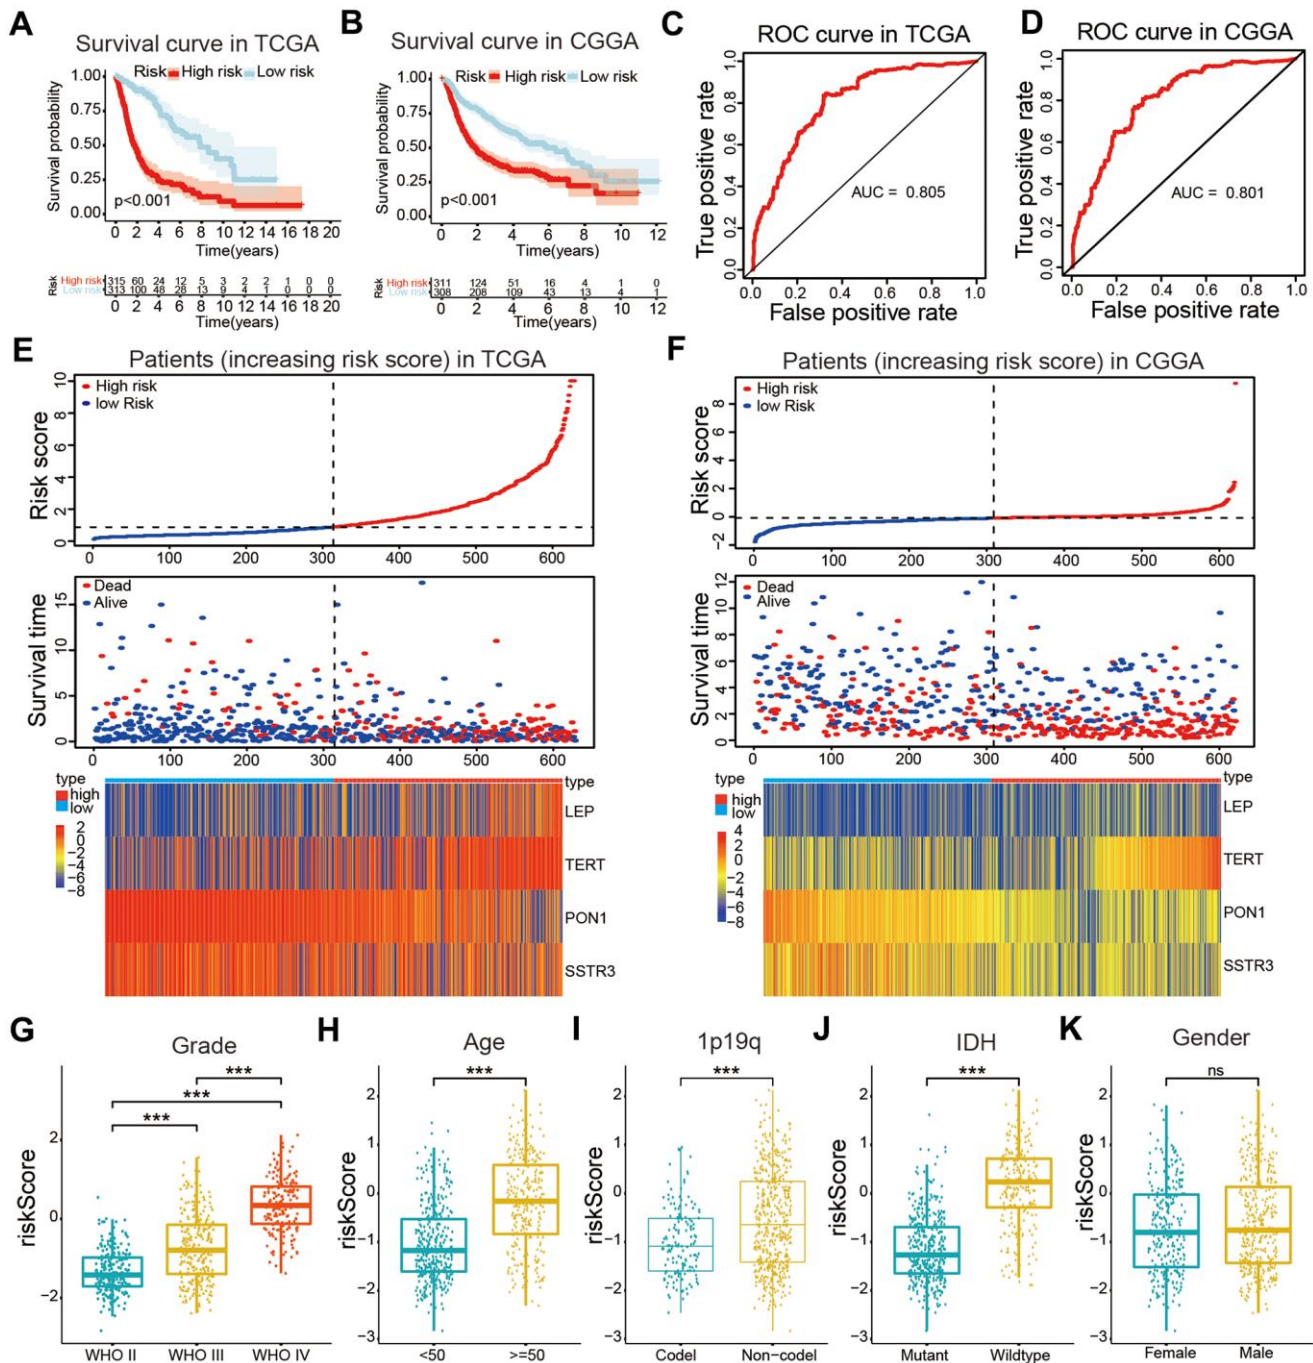 A
Survival curve in TCGA
Risk High risk Low risk
Survival probability
1.00
0.75
0.50
0.25
0.00
p<0.001
0 2 4 6 8 10 12 14 16 18 20
Time(years)
Risk
High risk 315 60 24 12 5 3 2 2 1 0 0
Low risk 313 100 48 28 13 9 4 1 0 0 0
0 2 4 6 8 10 12 14 16 18 20
Time(years)
B
Survival curve in CGGA
Risk High risk Low risk
Survival probability
1.00
0.75
0.50
0.25
0.00
p<0.001
0 2 4 6 8 10 12
Time(years)
Risk
High risk 311 124 51 16 4 1 0
Low risk 308 208 109 43 13 4 1
0 2 4 6 8 10 12
Time(years)
C
ROC curve in TCGA
True positive rate
0.0 0.2 0.4 0.6 0.8 1.0
AUC = 0.805
0.0 0.2 0.4 0.6 0.8 1.0
False positive rate
D
ROC curve in CGGA
True positive rate
0.0 0.2 0.4 0.6 0.8 1.0
AUC = 0.801
0.0 0.2 0.4 0.6 0.8 1.0
False positive rate
E
Patients (increasing risk score) in TCGA
High risk
low Risk
Risk score
0 2 4 6 8 10
0 100 200 300 400 500 600
Dead
Alive
Survival time
0 5 10 15
0 100 200 300 400 500 600
type
high
low
2
0
−2
−4
−6
−8
type
LEP
TERT
PON1
SSTR3
F
Patients (increasing risk score) in CGGA
High risk
low Risk
Risk score
−2 0 2 4 6 8
0 100 200 300 400 500 600
Dead
Alive
Survival time
0 2 4 6 8 10 12
0 100 200 300 400 500 600
type
high
low
4
2
0
−2
−4
−6
−8
type
LEP
TERT
PON1
SSTR3
G
Grade
***
***
***
riskScore
2
0
−2
WHO II WHO III WHO IV
H
Age
***
riskScore
2
1
0
−1
−2
−3
<50 >=50
I
1p19q
***
riskScore
2
1
0
−1
−2
−3
Codel Non−codel
J
IDH
***
riskScore
2
1
0
−1
−2
−3
Mutant Wildtype
K
Gender
ns
riskScore
2
1
0
−1
−2
−3
Female Male